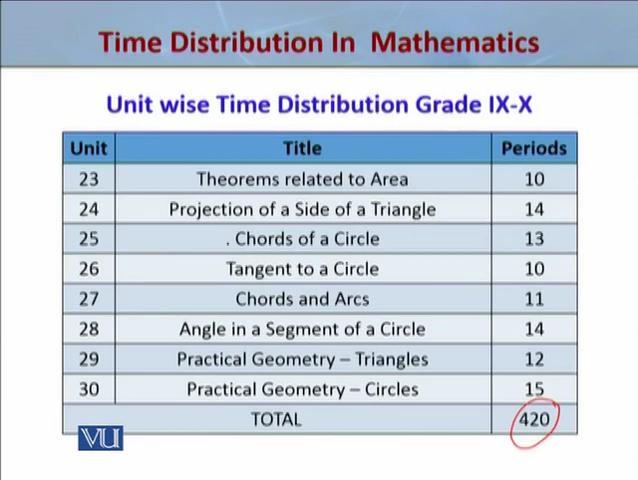 Time Distribution In Mathematics
Unit wise Time Distribution Grade IX-X
Unit Title Periods
23 Theorems related to Area 10
24 Projection of a Side of a Triangle 14
25 . Chords of a Circle 13
26 Tangent to a Circle 10
27 Chords and Arcs 11
28 Angle in a Segment of a Circle 14
29 Practical Geometry – Triangles 12
30 Practical Geometry – Circles 15
TOTAL 420
VU